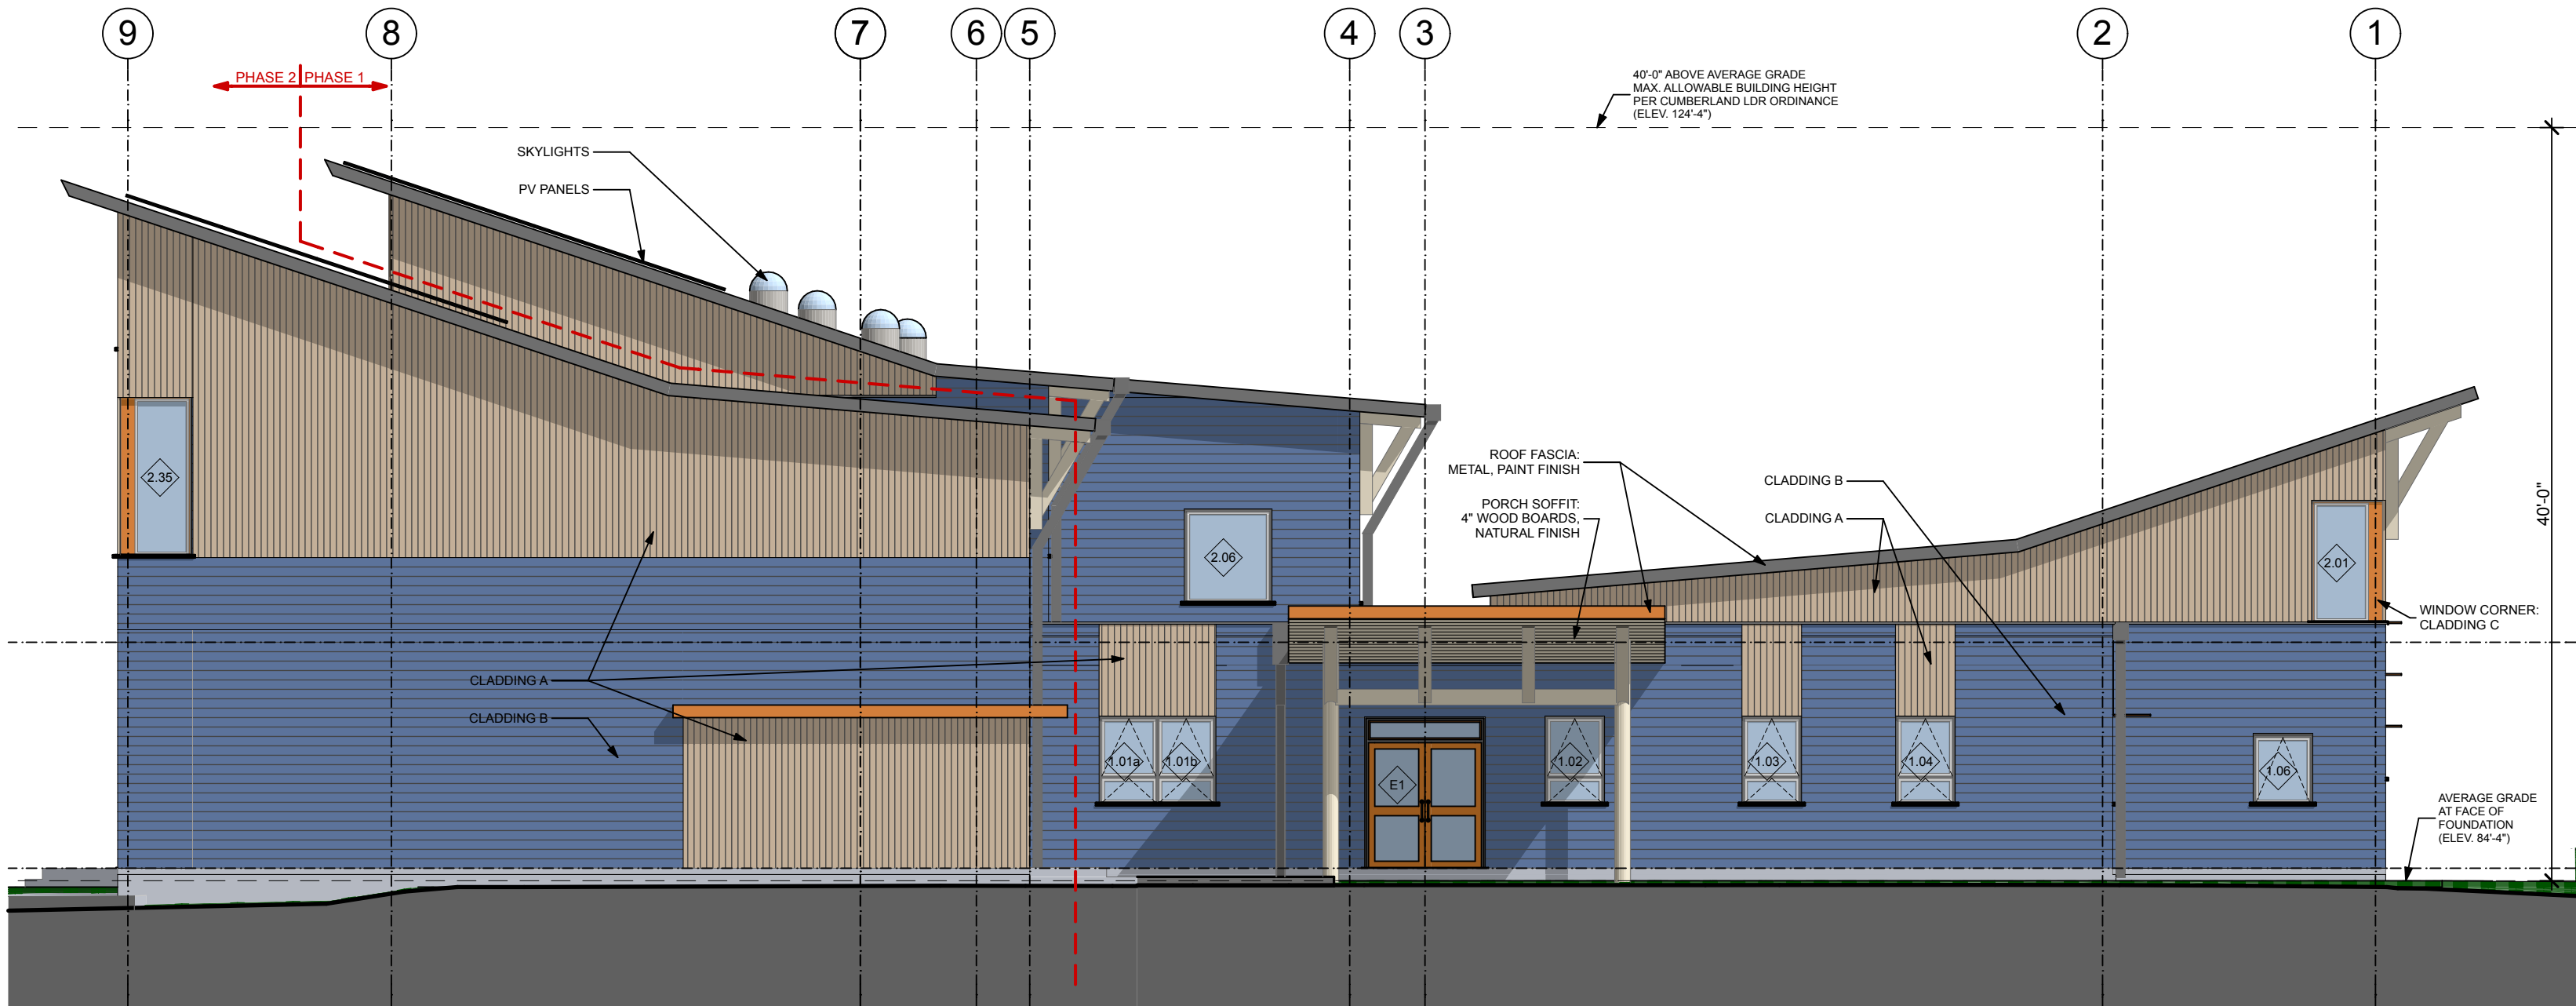 9
8
7
6
5
4
3
2
1
PHASE 2
PHASE 1
40'-0" ABOVE AVERAGE GRADE
MAX. ALLOWABLE BUILDING HEIGHT
PER CUMBERLAND LDR ORDINANCE
(ELEV. 124'-4")
SKYLIGHTS
PV PANELS
ROOF FASCIA:
METAL, PAINT FINISH
PORCH SOFFIT:
4" WOOD BOARDS,
NATURAL FINISH
CLADDING B
CLADDING A
40'-0"
2.35
2.06
2.01
WINDOW CORNER:
CLADDING C
CLADDING A
CLADDING B
1.01a
1.01b
E1
1.02
1.03
1.04
1.06
AVERAGE GRADE
AT FACE OF
FOUNDATION
(ELEV. 84'-4")